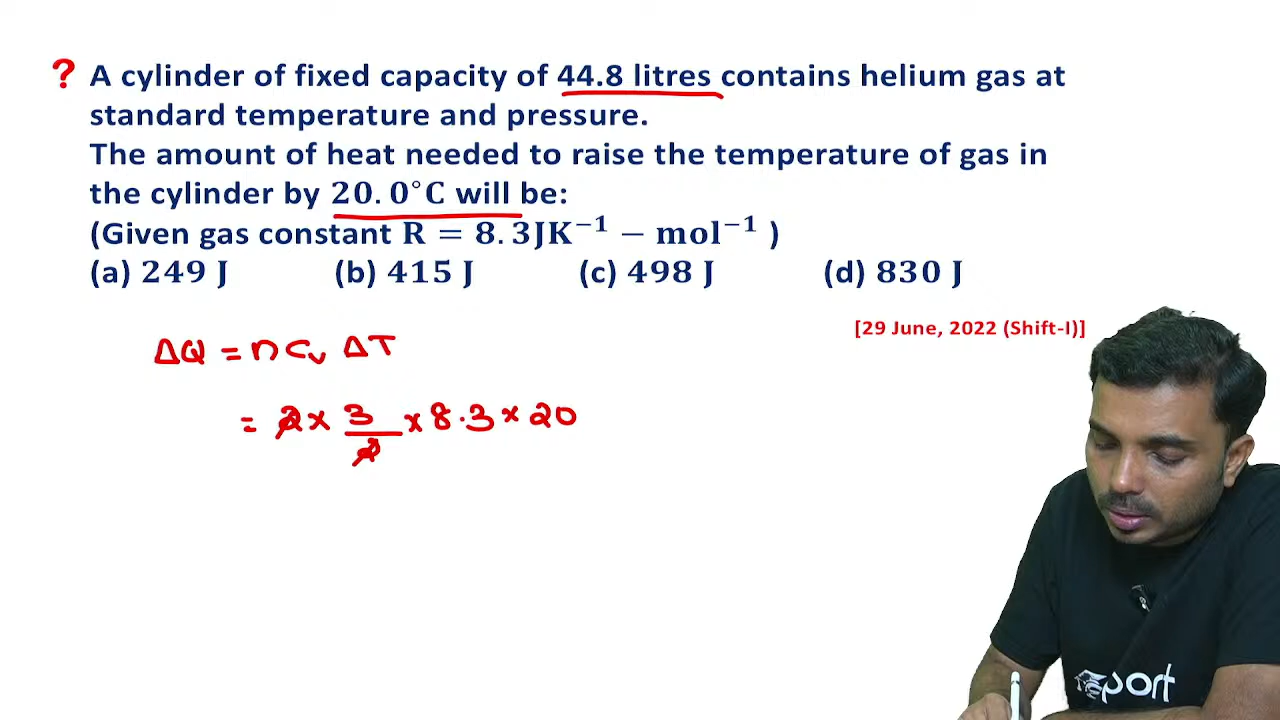 ? A cylinder of fixed capacity of 44.8 litres contains helium gas at
standard temperature and pressure.
The amount of heat needed to raise the temperature of gas in
the cylinder by 20.0°C will be:
(Given gas constant R = 8.3JK⁻¹ − mol⁻¹ )
(a) 249 J (b) 415 J (c) 498 J (d) 830 J
[29 June, 2022 (Shift-I)]
ΔQ = n Cv ΔT
= 2 × 3/2 × 8.3 × 20